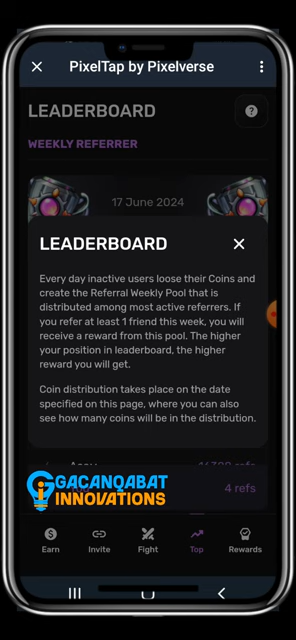 PixelTap by Pixelverse
LEADERBOARD
WEEKLY REFERRER
17 June 2024
LEADERBOARD
Every day inactive users loose their Coins and
create the Referral Weekly Pool that is
distributed among most active referrers. If
you refer at least 1 friend this week, you will
receive a reward from this pool. The higher
your position in leaderboard, the higher
reward you will get.
Coin distribution takes place on the date
specified on this page, where you can also
see how many coins will be in the distribution.
refs
GACANQABAT
INNOVATIONS
4 refs
Earn
Invite
Fight
Top
Rewards